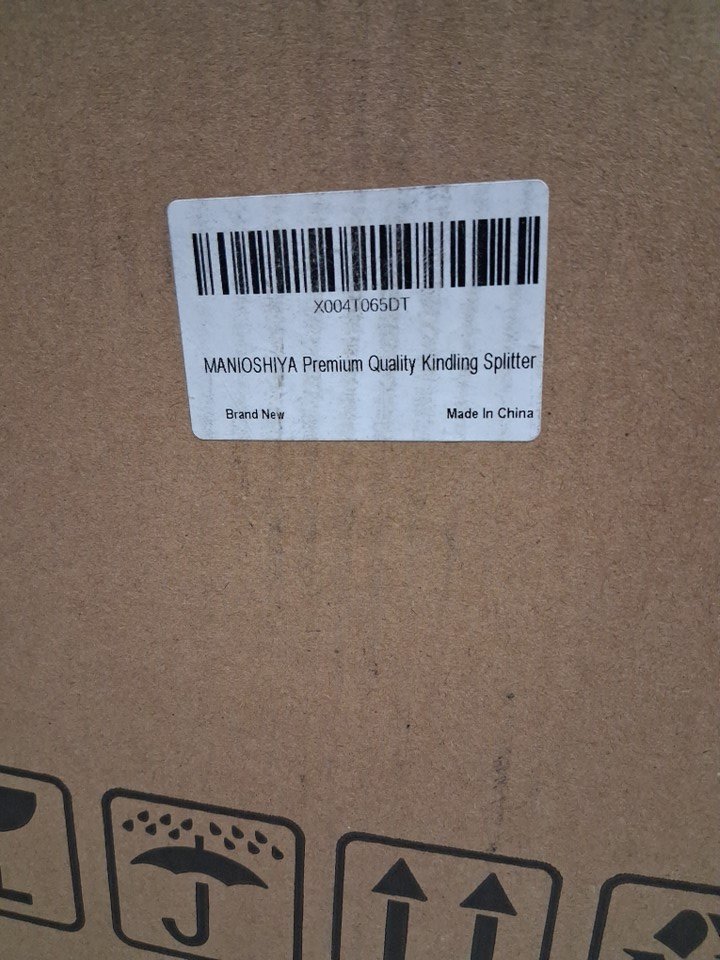 X004T065DT
MANIOSHIYA Premium Quality Kindling Splitter
Brand New
Made In China